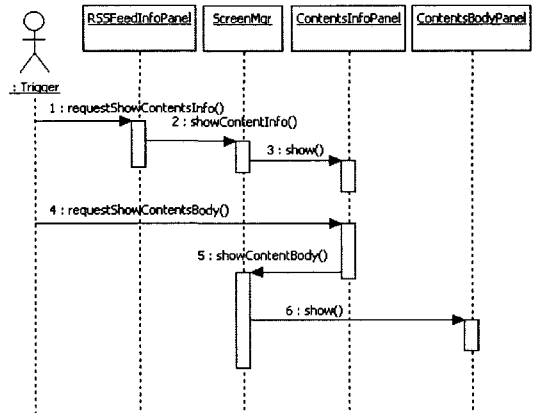 RSSFeedInfoPanel
ScreenMgr
ContentsInfoPanel
ContentsBodyPanel
: Trigger
1 : requestShowContentsInfo()
2 : showContentInfo()
3 : show()
4 : requestShowContentsBody()
5 : showContentBody()
6 : show()